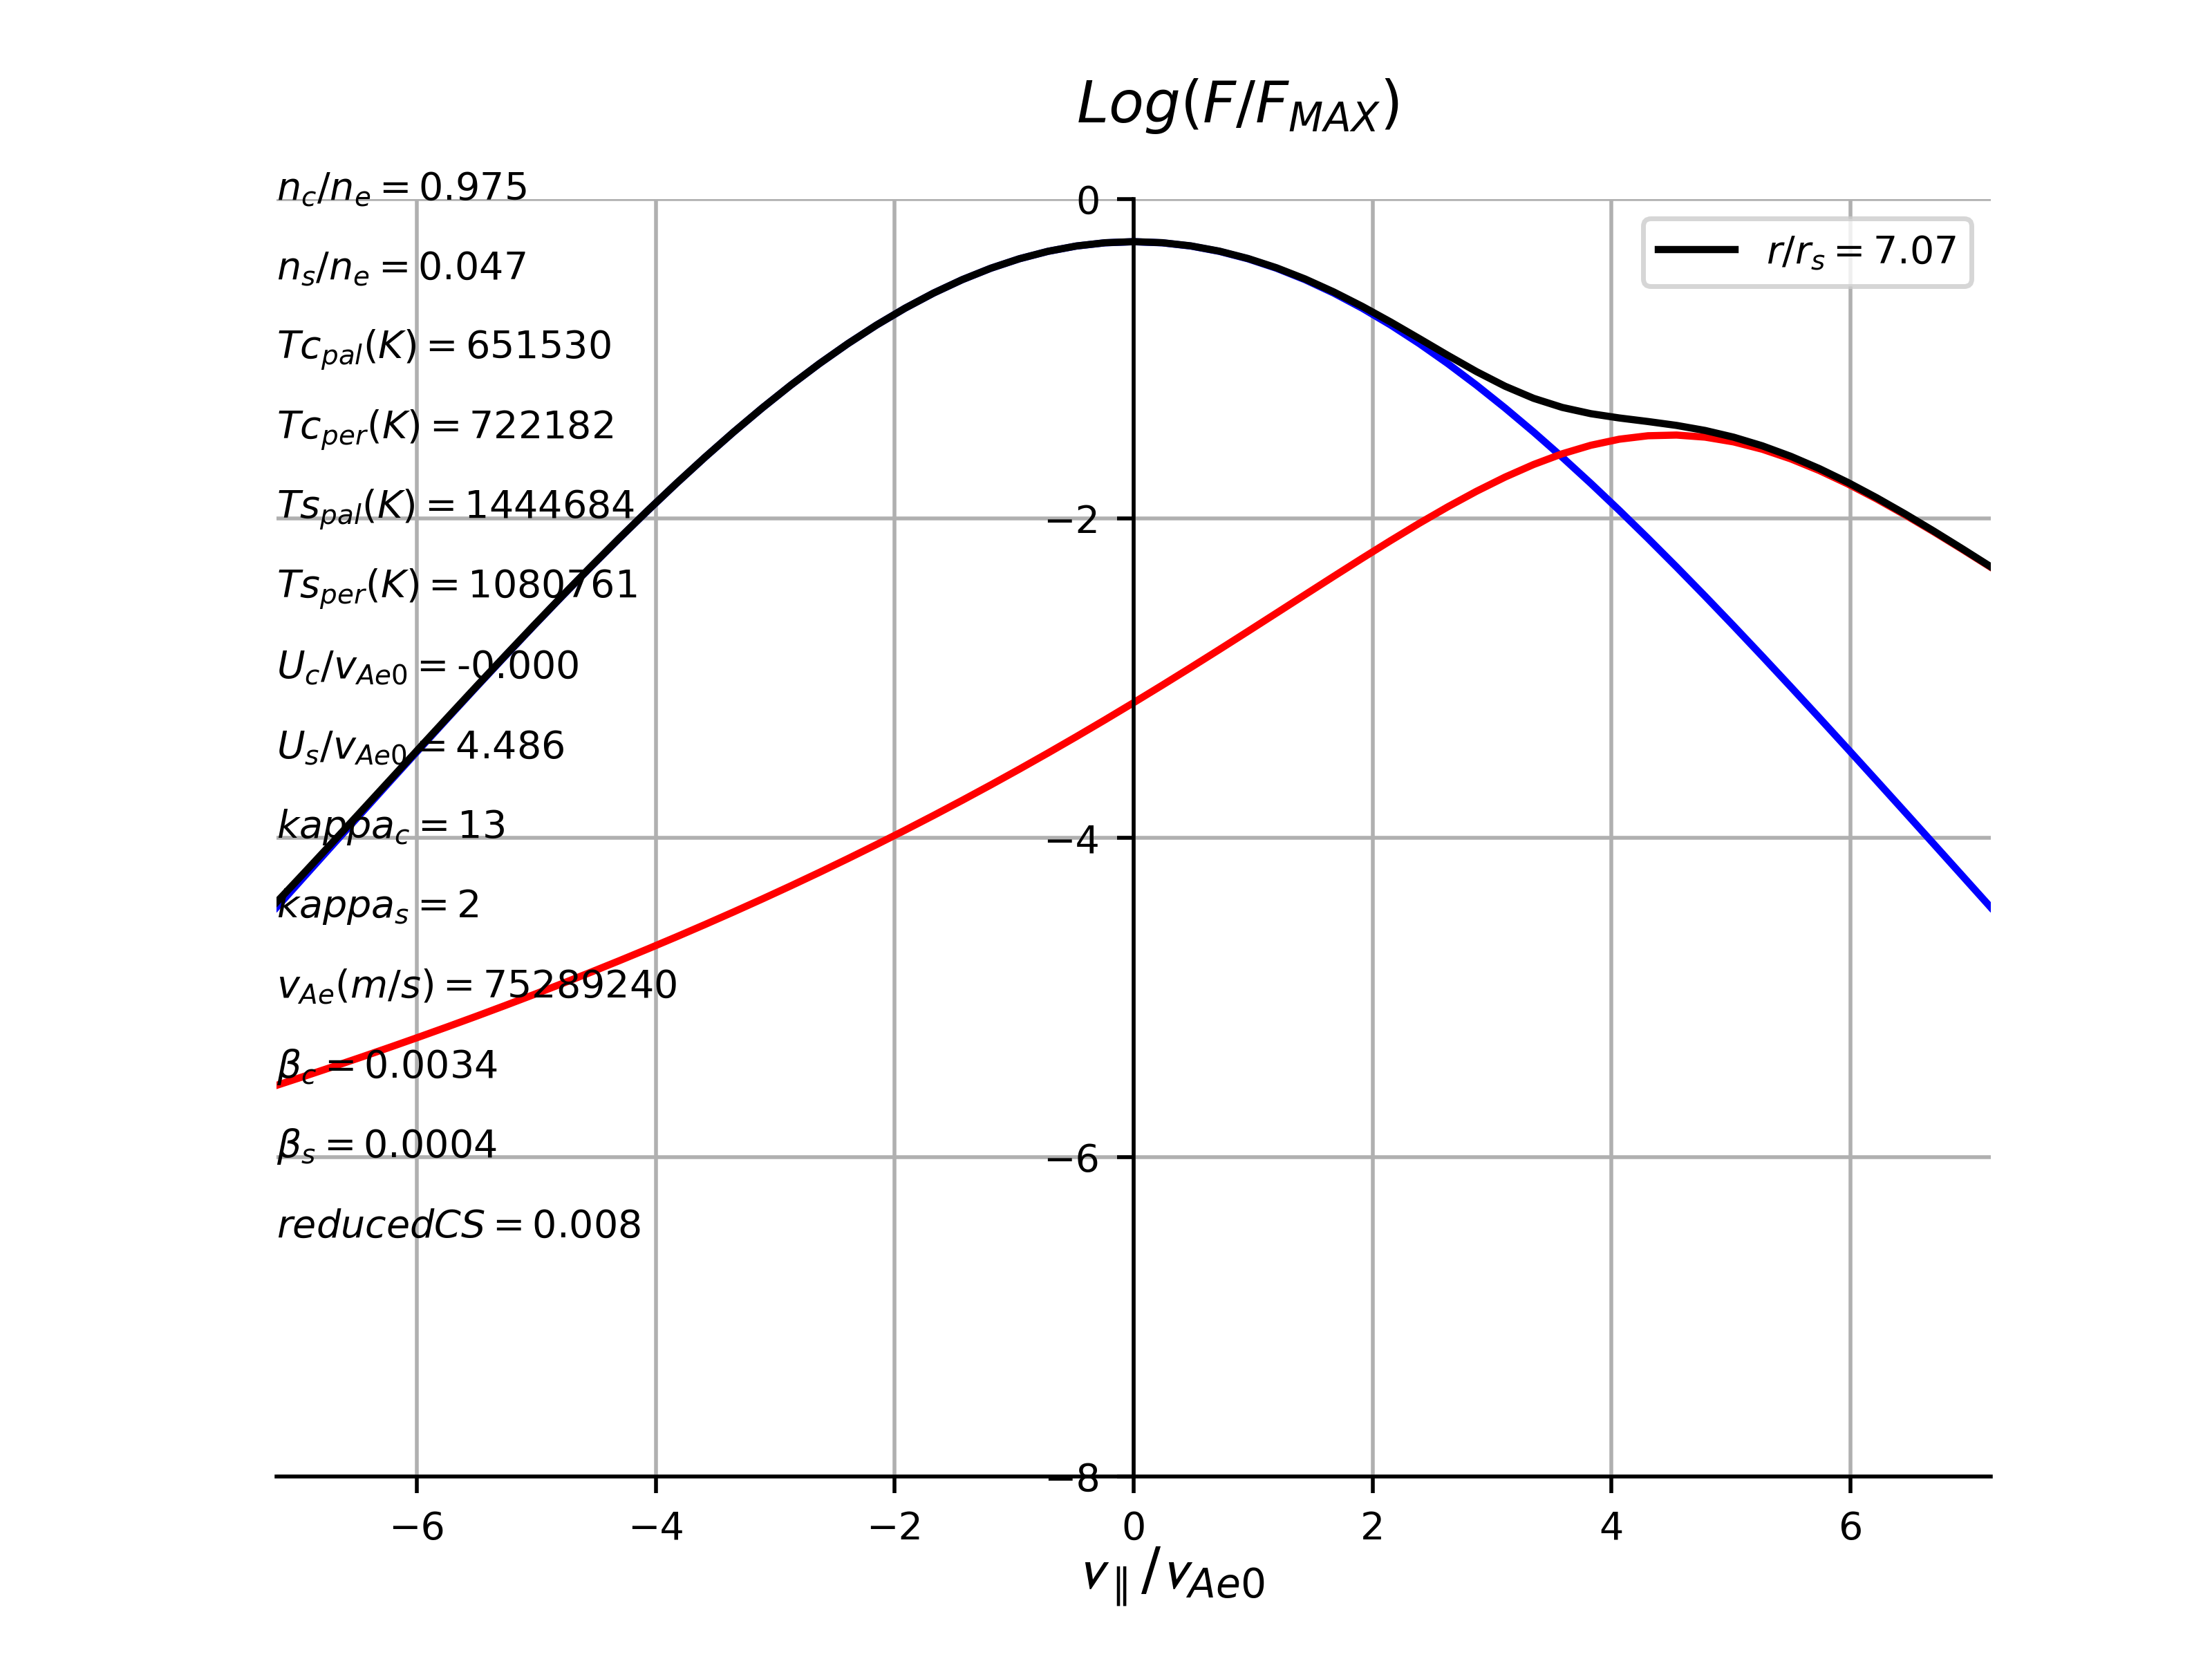 Log(F/F_MAX)
n_c/n_e = 0.975
0
r/r_s = 7.07
n_s/n_e = 0.047
Tc_pal(K) = 651530
Tc_per(K) = 722182
Ts_pal(K) = 1444684
−2
Ts_per(K) = 1080761
U_c/v_Ae0 = -0.000
U_s/v_Ae0 = 4.486
kappa_c = 13
−4
kappa_s = 2
v_Ae(m/s) = 75289240
β_c = 0.0034
β_s = 0.0004
−6
reducedCS = 0.008
−8
−6 −4 −2 0 2 4 6
v_∥/v_Ae0